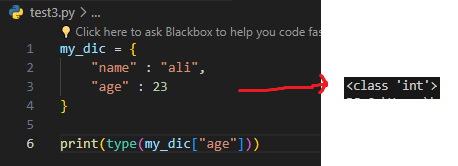 test3.py > ...
Click here to ask Blackbox to help you code fas
1 my_dic = {
2     "name" : "ali",
3     "age" : 23
<class 'int'>
4 }
5
6 print(type(my_dic["age"]))